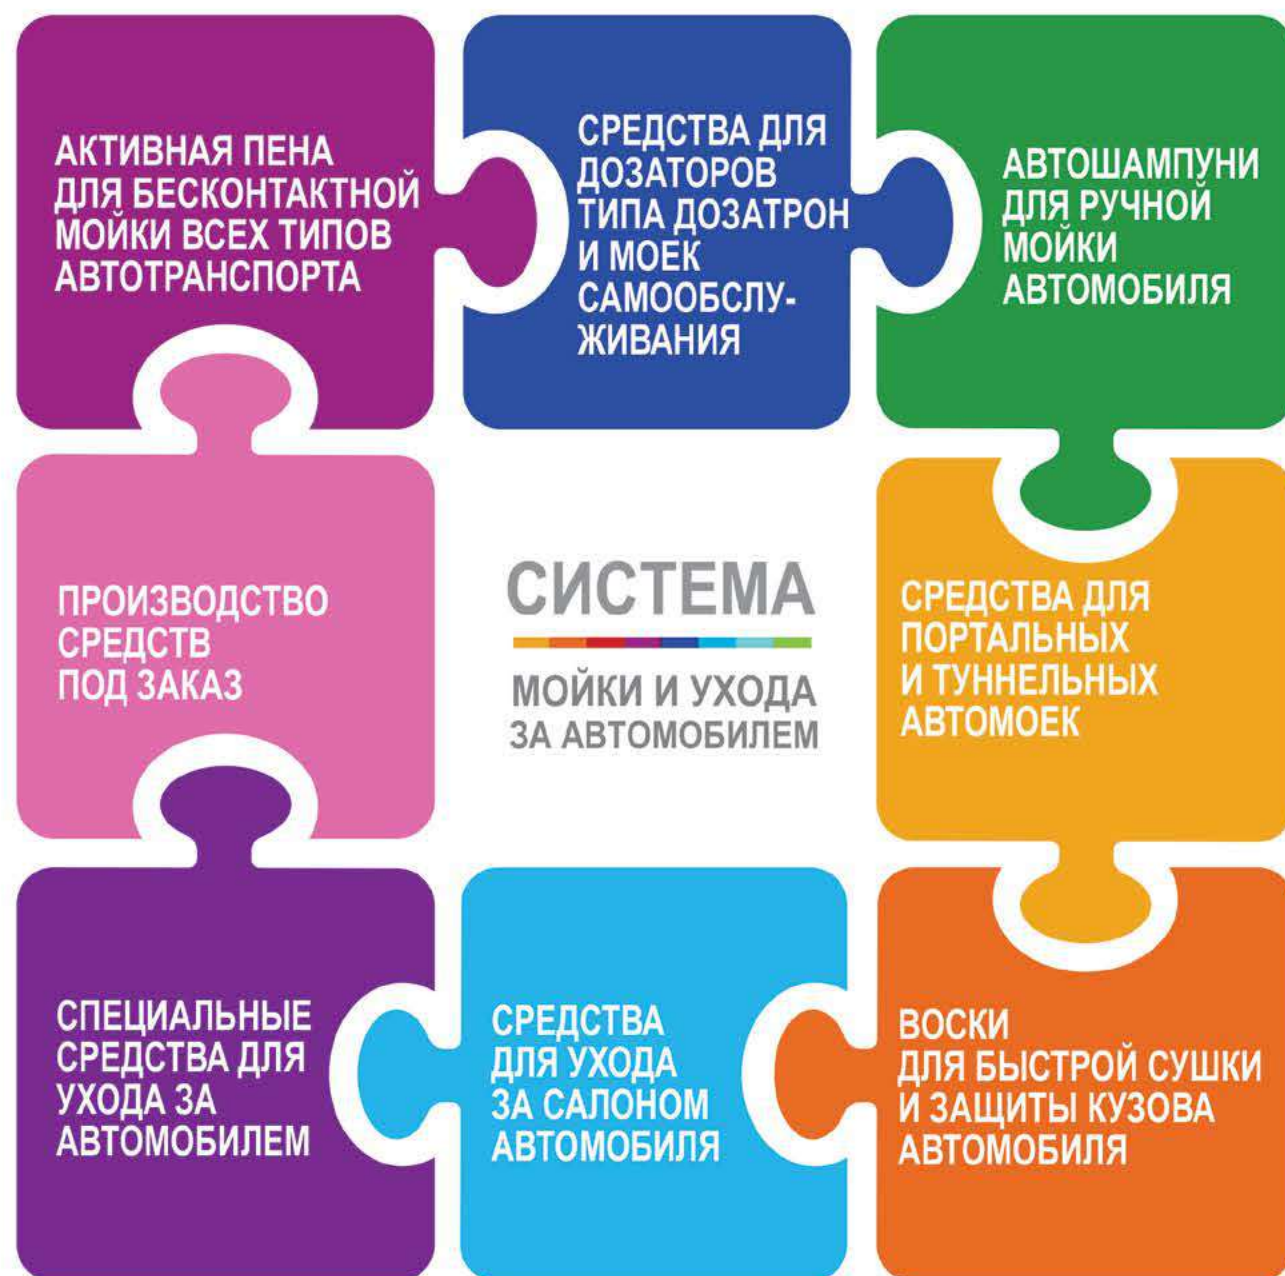 АКТИВНАЯ ПЕНА
ДЛЯ БЕСКОНТАКТНОЙ
МОЙКИ ВСЕХ ТИПОВ
АВТОТРАНСПОРТА
СРЕДСТВА ДЛЯ
ДОЗАТОРОВ
ТИПА ДОЗАТРОН
И МОЕК
САМООБСЛУ-
ЖИВАНИЯ
АВТОШАМПУНИ
ДЛЯ РУЧНОЙ
МОЙКИ
АВТОМОБИЛЯ
ПРОИЗВОДСТВО
СРЕДСТВ
ПОД ЗАКАЗ
СИСТЕМА
МОЙКИ И УХОДА
ЗА АВТОМОБИЛЕМ
СРЕДСТВА ДЛЯ
ПОРТАЛЬНЫХ
И ТУННЕЛЬНЫХ
АВТОМОЕК
СПЕЦИАЛЬНЫЕ
СРЕДСТВА ДЛЯ
УХОДА ЗА
АВТОМОБИЛЕМ
СРЕДСТВА
ДЛЯ УХОДА
ЗА САЛОНОМ
АВТОМОБИЛЯ
ВОСКИ
ДЛЯ БЫСТРОЙ СУШКИ
И ЗАЩИТЫ КУЗОВА
АВТОМОБИЛЯ